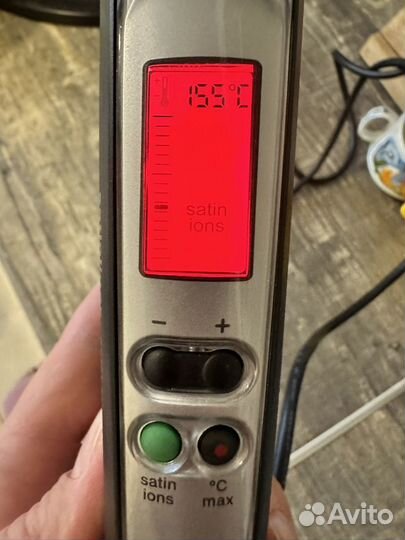 155°C
satin
ions
− +
satin
ions
°C
max
Avito